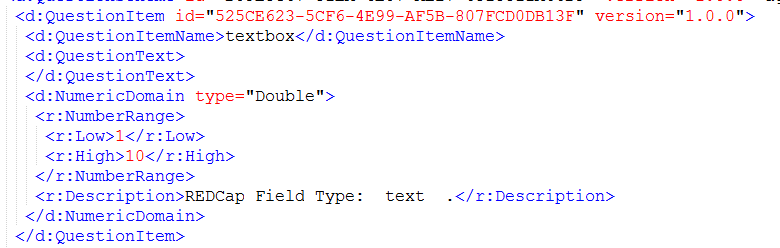 <d:QuestionItem id="525CE623-5CF6-4E99-AF5B-807FCD0DB13F" version="1.0.0">
<d:QuestionItemName>textbox</d:QuestionItemName>
<d:QuestionText>
</d:QuestionText>
<d:NumericDomain type="Double">
<r:NumberRange>
<r:Low>1</r:Low>
<r:High>10</r:High>
</r:NumberRange>
<r:Description>REDCap Field Type:  text  .</r:Description>
</d:NumericDomain>
</d:QuestionItem>